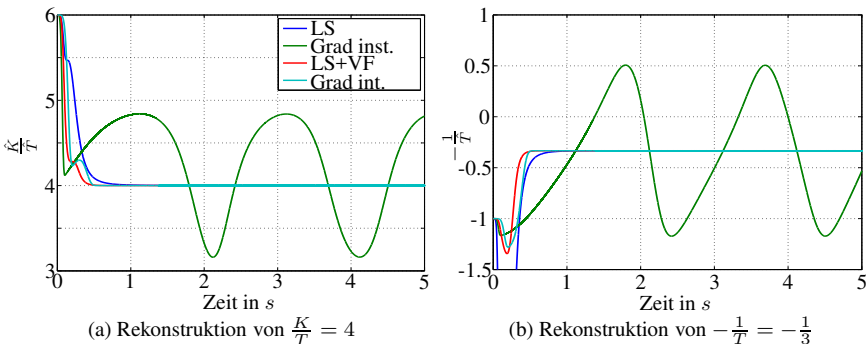 6
5
4
3
K̂/T̂
LS
Grad inst.
LS+VF
Grad int.
0 1 2 3 4 5
Zeit in s
(a) Rekonstruktion von K/T = 4
1
0.5
0
-0.5
-1
-1.5
−1/T̂
0 1 2 3 4 5
Zeit in s
(b) Rekonstruktion von −1/T = −1/3